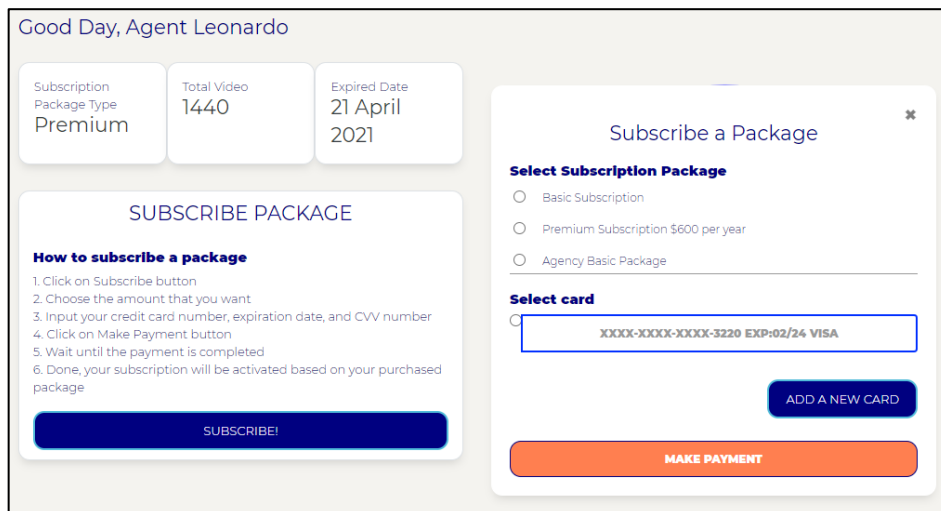 Good Day, Agent Leonardo
Subscription
Package Type
Premium
Total Video
1440
Expired Date
21 April
2021
SUBSCRIBE PACKAGE
How to subscribe a package
1. Click on Subscribe button
2. Choose the amount that you want
3. Input your credit card number, expiration date, and CVV number
4. Click on Make Payment button
5. Wait until the payment is completed
6. Done, your subscription will be activated based on your purchased
package
SUBSCRIBE!
Subscribe a Package
Select Subscription Package
Basic Subscription
Premium Subscription $600 per year
Agency Basic Package
Select card
XXXX-XXXX-XXXX-3220 EXP:02/24 VISA
ADD A NEW CARD
MAKE PAYMENT